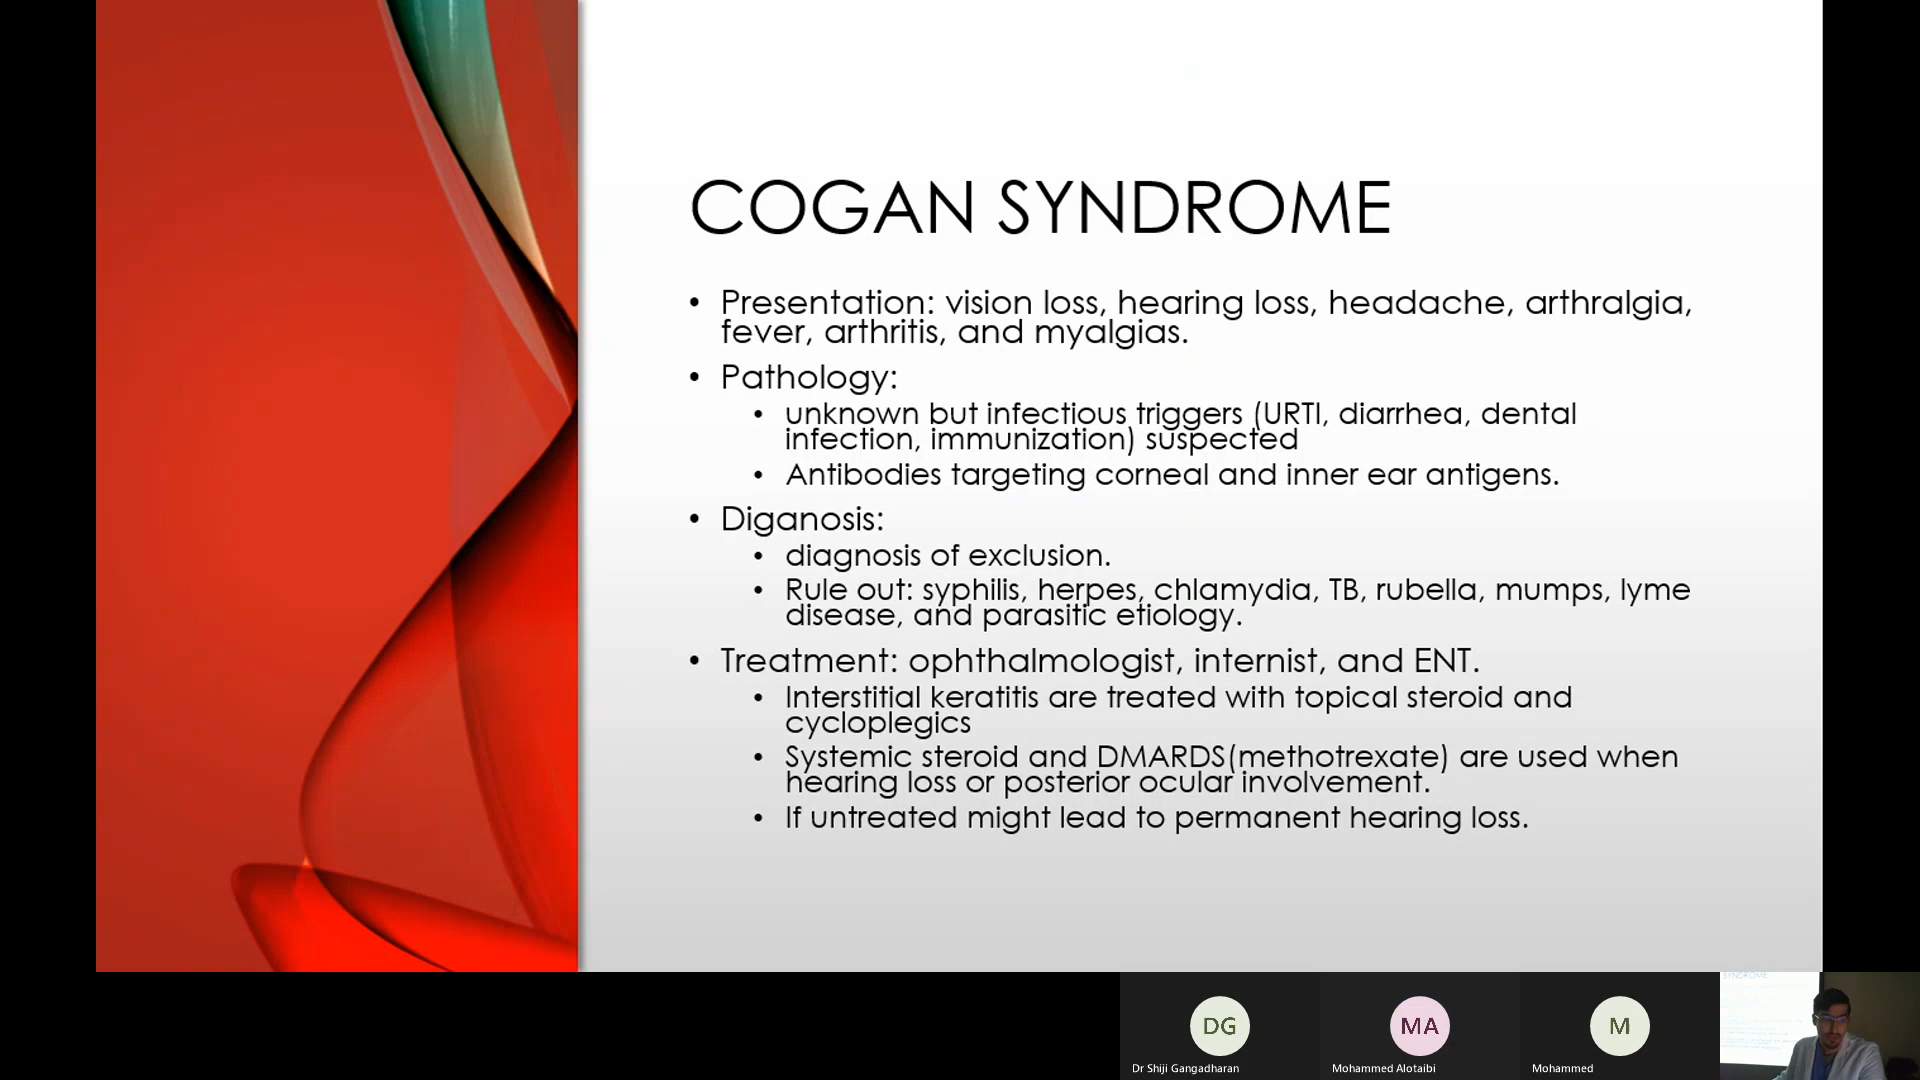 COGAN SYNDROME
• Presentation: vision loss, hearing loss, headache, arthralgia,
fever, arthritis, and myalgias.
• Pathology:
• unknown but infectious triggers (URTI, diarrhea, dental
infection, immunization) suspected
• Antibodies targeting corneal and inner ear antigens.
• Diganosis:
• diagnosis of exclusion.
• Rule out: syphilis, herpes, chlamydia, TB, rubella, mumps, lyme
disease, and parasitic etiology.
• Treatment: ophthalmologist, internist, and ENT.
• Interstitial keratitis are treated with topical steroid and
cycloplegics
• Systemic steroid and DMARDS(methotrexate) are used when
hearing loss or posterior ocular involvement.
• If untreated might lead to permanent hearing loss.
DG
MA
M
Dr Shiji Gangadharan
Mohammed Alotaibi
Mohammed
SYNDROME